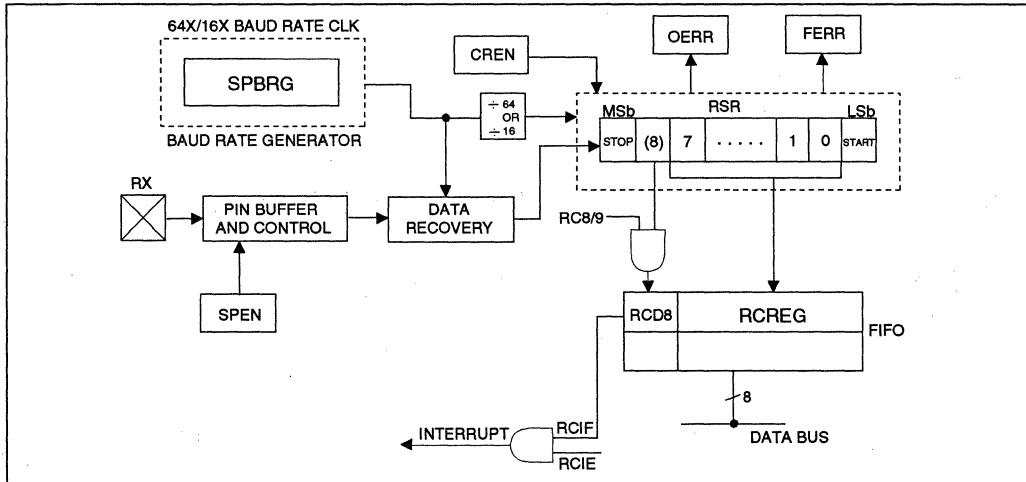 64X/16X BAUD RATE CLK
SPBRG
BAUD RATE GENERATOR
CREN
OERR
FERR
÷ 64
OR
÷ 16
MSb
RSR
LSb
STOP
(8)
7
. . . . .
1
0
START
RX
PIN BUFFER
AND CONTROL
DATA
RECOVERY
SPEN
RC8/9
RCD8
RCREG
FIFO
8
DATA BUS
INTERRUPT
RCIF
RCIE